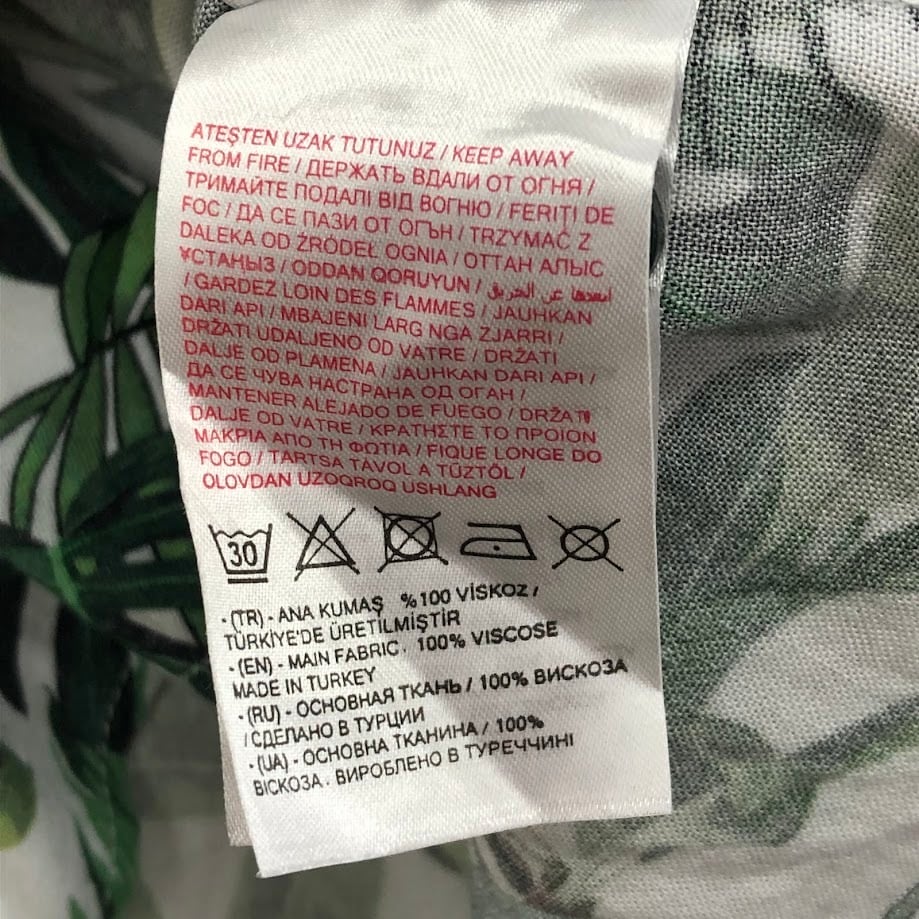 ATEŞTEN UZAK TUTUNUZ / KEEP AWAY
FROM FIRE / ДЕРЖАТЬ ВДАЛИ ОТ ОГНЯ /
ТРИМАЙТЕ ПОДАЛІ ВІД ВОГНЮ / FERIȚI DE
FOC / ДА СЕ ПАЗИ ОТ ОГЪН / TRZYMAĆ Z
DALEKA OD ŹRÓDEŁ OGNIA / ОТТАН АЛЫС
ҰСТАҢЫЗ / ODDAN QORUYUN / أبعدها عن الحريق
/ GARDEZ LOIN DES FLAMMES / JAUHKAN
DARI API / MBAJENI LARG NGA ZJARRI /
DRŽATI UDALJENO OD VATRE / DRŽATI
DALJE OD PLAMENA / JAUHKAN DARI API /
ДА СЕ ЧУВА НАСТРАНА ОД ОГАН /
MANTENER ALEJADO DE FUEGO / DRŽATI
DALJE OD VATRE / ΚΡΑΤΗΣΤΕ ΤΟ ΠΡΟΙΟΝ
ΜΑΚΡΙΑ ΑΠΟ ΤΗ ΦΩΤΙΑ / FIQUE LONGE DO
FOGO / TARTSA TÁVOL A TŰZTŐL /
OLOVDAN UZOQROQ USHLANG
30
- (TR) - ANA KUMAŞ %100 VİSKOZ /
TÜRKİYE'DE ÜRETİLMİŞTİR
- (EN) - MAIN FABRIC. 100% VISCOSE
MADE IN TURKEY
- (RU) - ОСНОВНАЯ ТКАНЬ / 100% ВИСКОЗА
/ СДЕЛАНО В ТУРЦИИ
- (UA) - ОСНОВНА ТКАНИНА / 100%
ВІСКОЗА. ВИРОБЛЕНО В ТУРЕЧЧИНІ